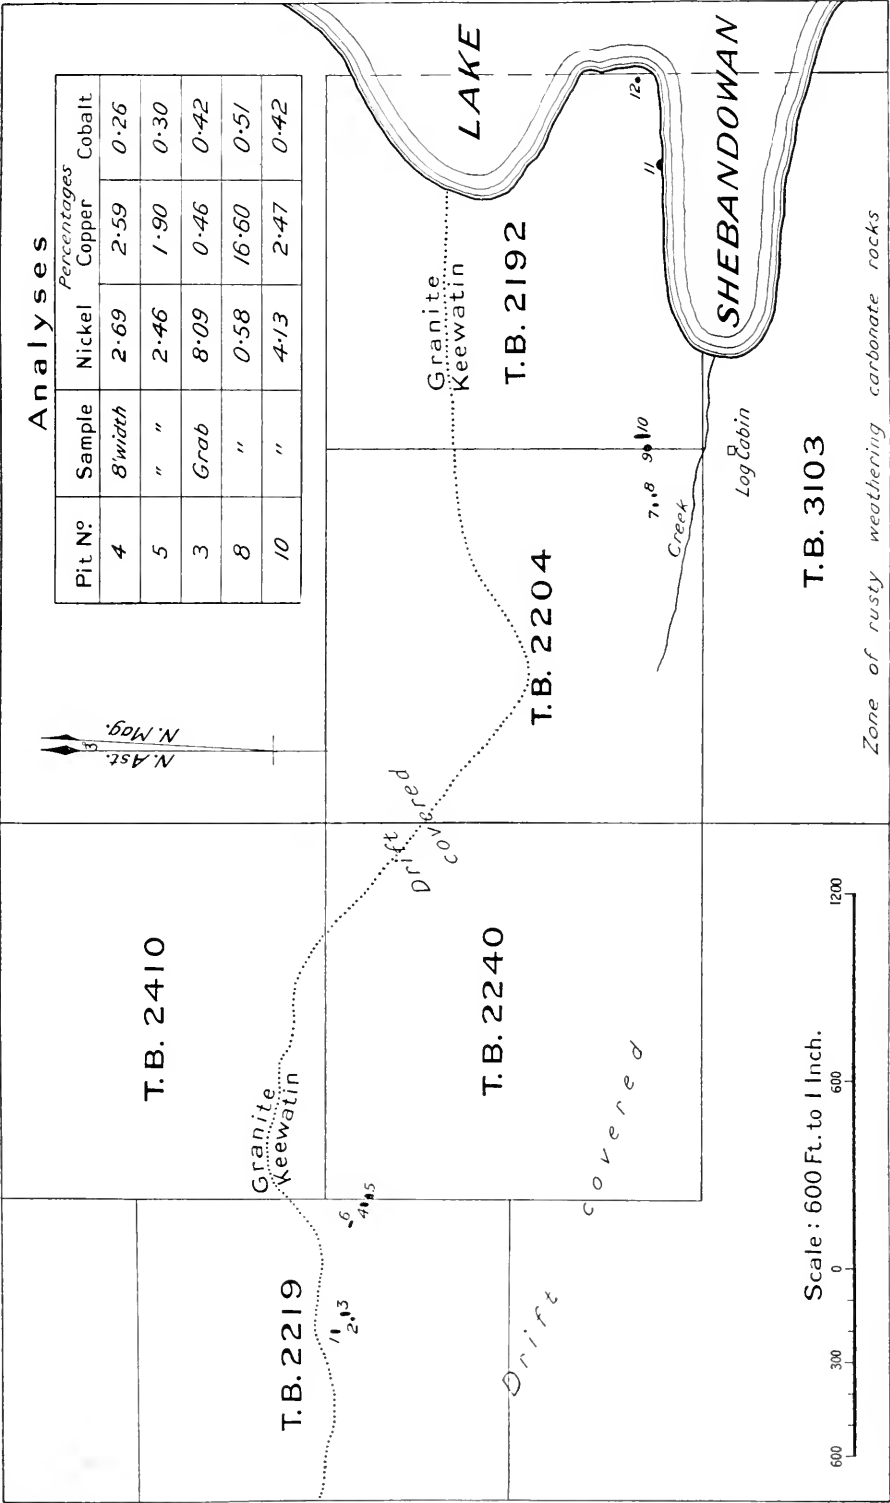 Analyses
Percentages
Pit Nº. Sample Nickel Copper Cobalt
4 8'width 2·69 2·59 0·26
5 " " 2·46 1·90 0·30
3 Grab 8·09 0·46 0·42
8 " 0·58 16·60 0·51
10 " 4·13 2·47 0·42
N. Ast.
N. Mag.
3°
LAKE
SHEBANDOWAN
T.B. 2410
T.B. 2219
T.B. 2240
T.B. 2204
T.B. 2192
T.B. 3103
Granite
Keewatin
Granite
Keewatin
Drift
covered
Drift covered
1
2
3
6
4
5
7
8
9
10
11
12
Creek
Log Cabin
Zone of rusty weathering carbonate rocks
Scale : 600 Ft. to 1 Inch.
600 300 0 600 1200